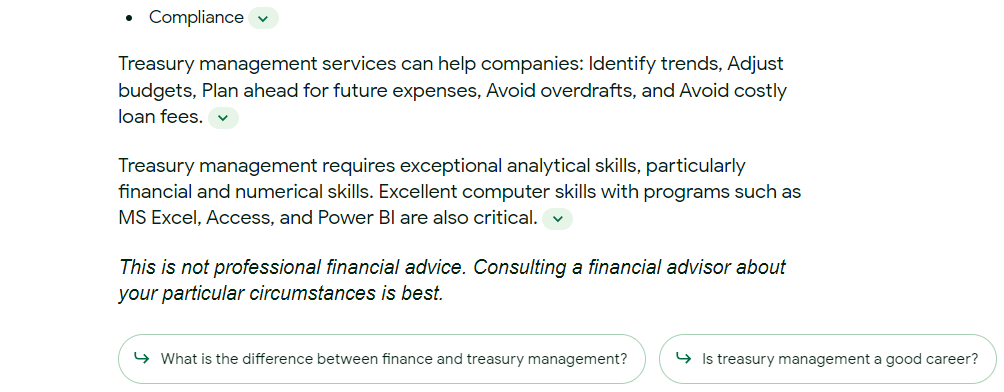 • Compliance
Treasury management services can help companies: Identify trends, Adjust
budgets, Plan ahead for future expenses, Avoid overdrafts, and Avoid costly
loan fees.
Treasury management requires exceptional analytical skills, particularly
financial and numerical skills. Excellent computer skills with programs such as
MS Excel, Access, and Power BI are also critical.
This is not professional financial advice. Consulting a financial advisor about
your particular circumstances is best.
What is the difference between finance and treasury management?
Is treasury management a good career?